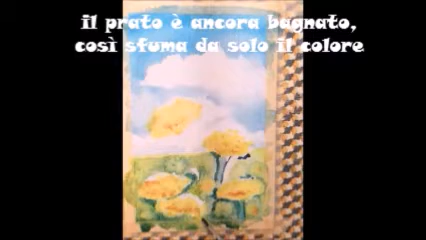 il prato è ancora bagnato,
così sfuma da solo il colore